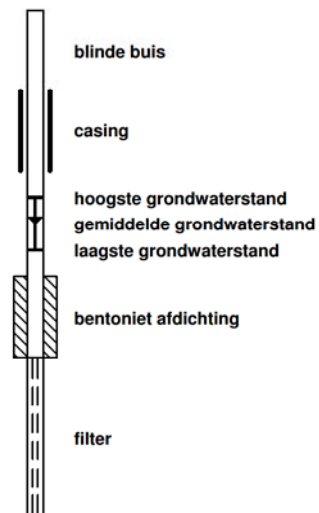 blinde buis
casing
hoogste grondwaterstand
gemiddelde grondwaterstand
laagste grondwaterstand
bentoniet afdichting
filter